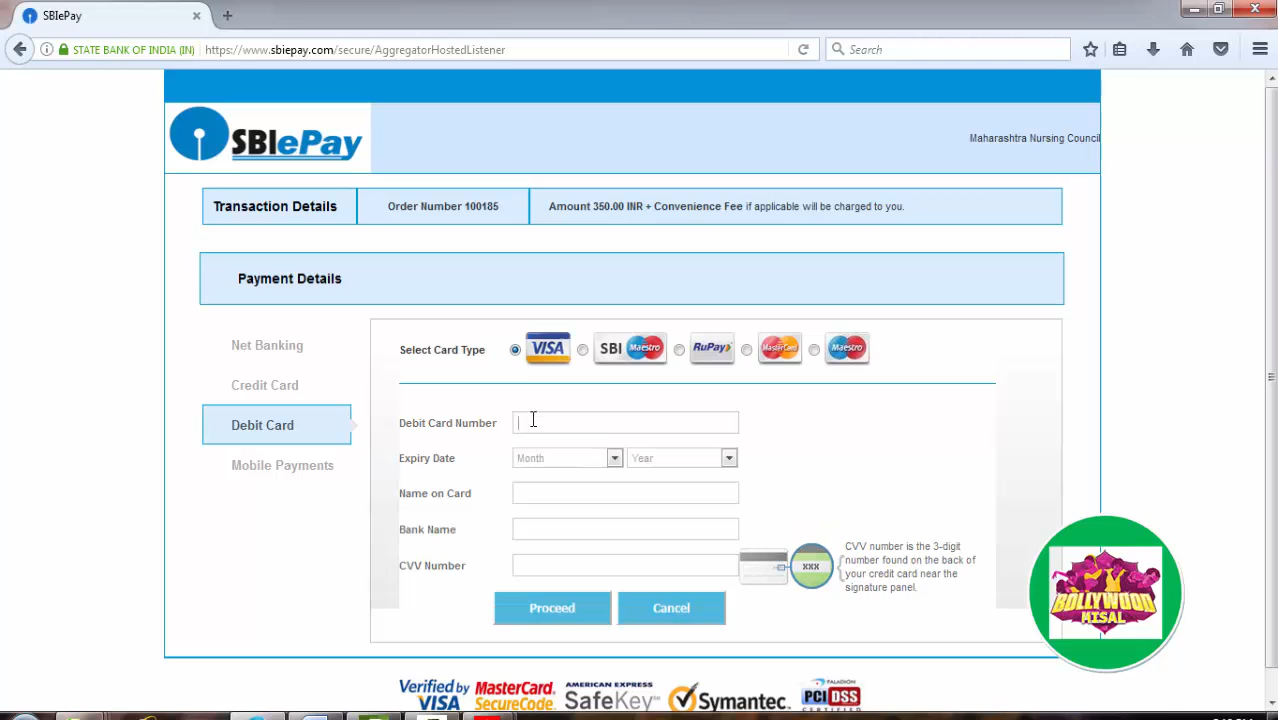 SBIePay
STATE BANK OF INDIA (IN) https://www.sbiepay.com/secure/AggregatorHostedListener
Search
SBIePay
Maharashtra Nursing Council
Transaction Details
Order Number 100185
Amount 350.00 INR + Convenience Fee if applicable will be charged to you.
Payment Details
Net Banking
Credit Card
Debit Card
Mobile Payments
Select Card Type
VISA
SBI Maestro
RuPay
MasterCard
Maestro
Debit Card Number
Expiry Date
Month
Year
Name on Card
Bank Name
CVV Number
XXX
CVV number is the 3-digit
number found on the back of
your credit card near the
signature panel.
Proceed
Cancel
BOLLYWOOD
MISAL
Verified by
VISA
MasterCard.
SecureCode.
AMERICAN EXPRESS
SafeKey
Symantec.
PALADION
PCI DSS
CERTIFIED